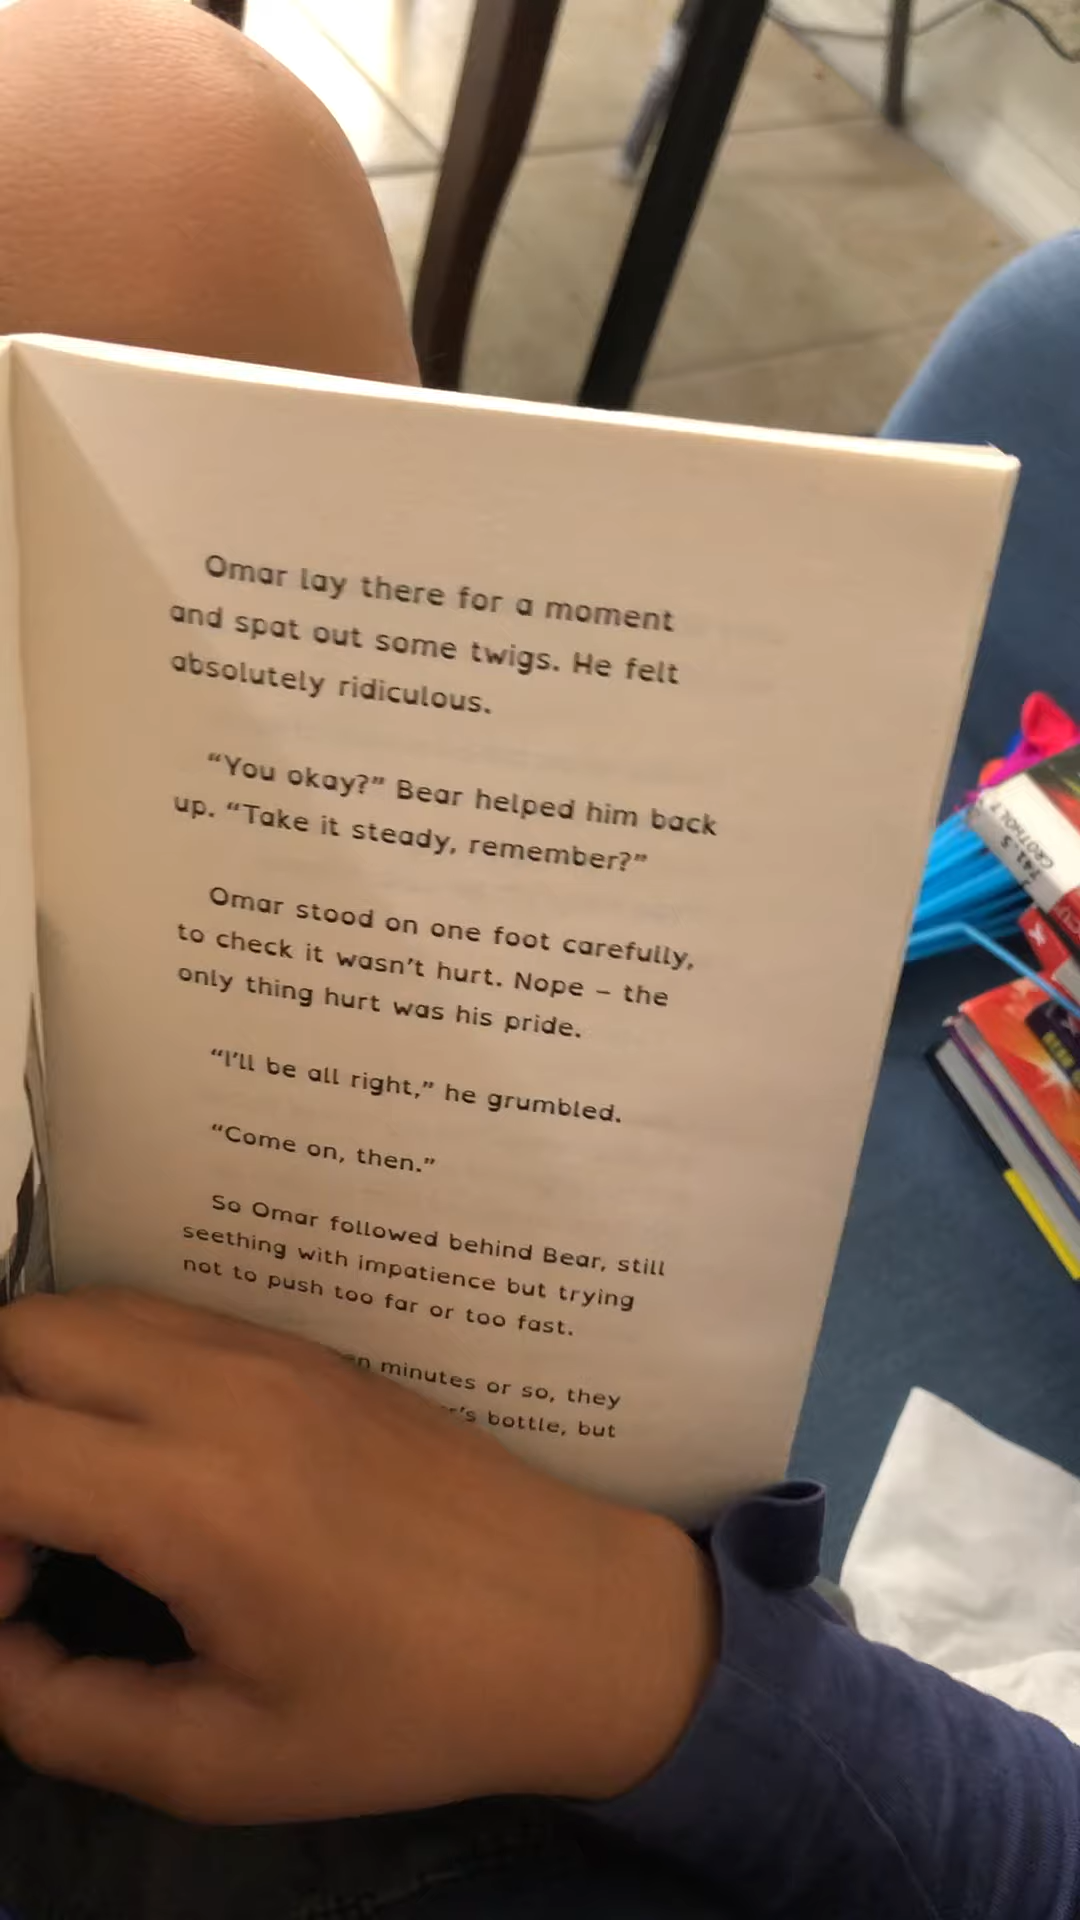 Omar lay there for a moment
and spat out some twigs. He felt
absolutely ridiculous.
“You okay?” Bear helped him back
up. “Take it steady, remember?”
Omar stood on one foot carefully,
to check it wasn’t hurt. Nope – the
only thing hurt was his pride.
“I’ll be all right,” he grumbled.
“Come on, then.”
So Omar followed behind Bear, still
seething with impatience but trying
not to push too far or too fast.
minutes or so, they
bottle, but
741.5